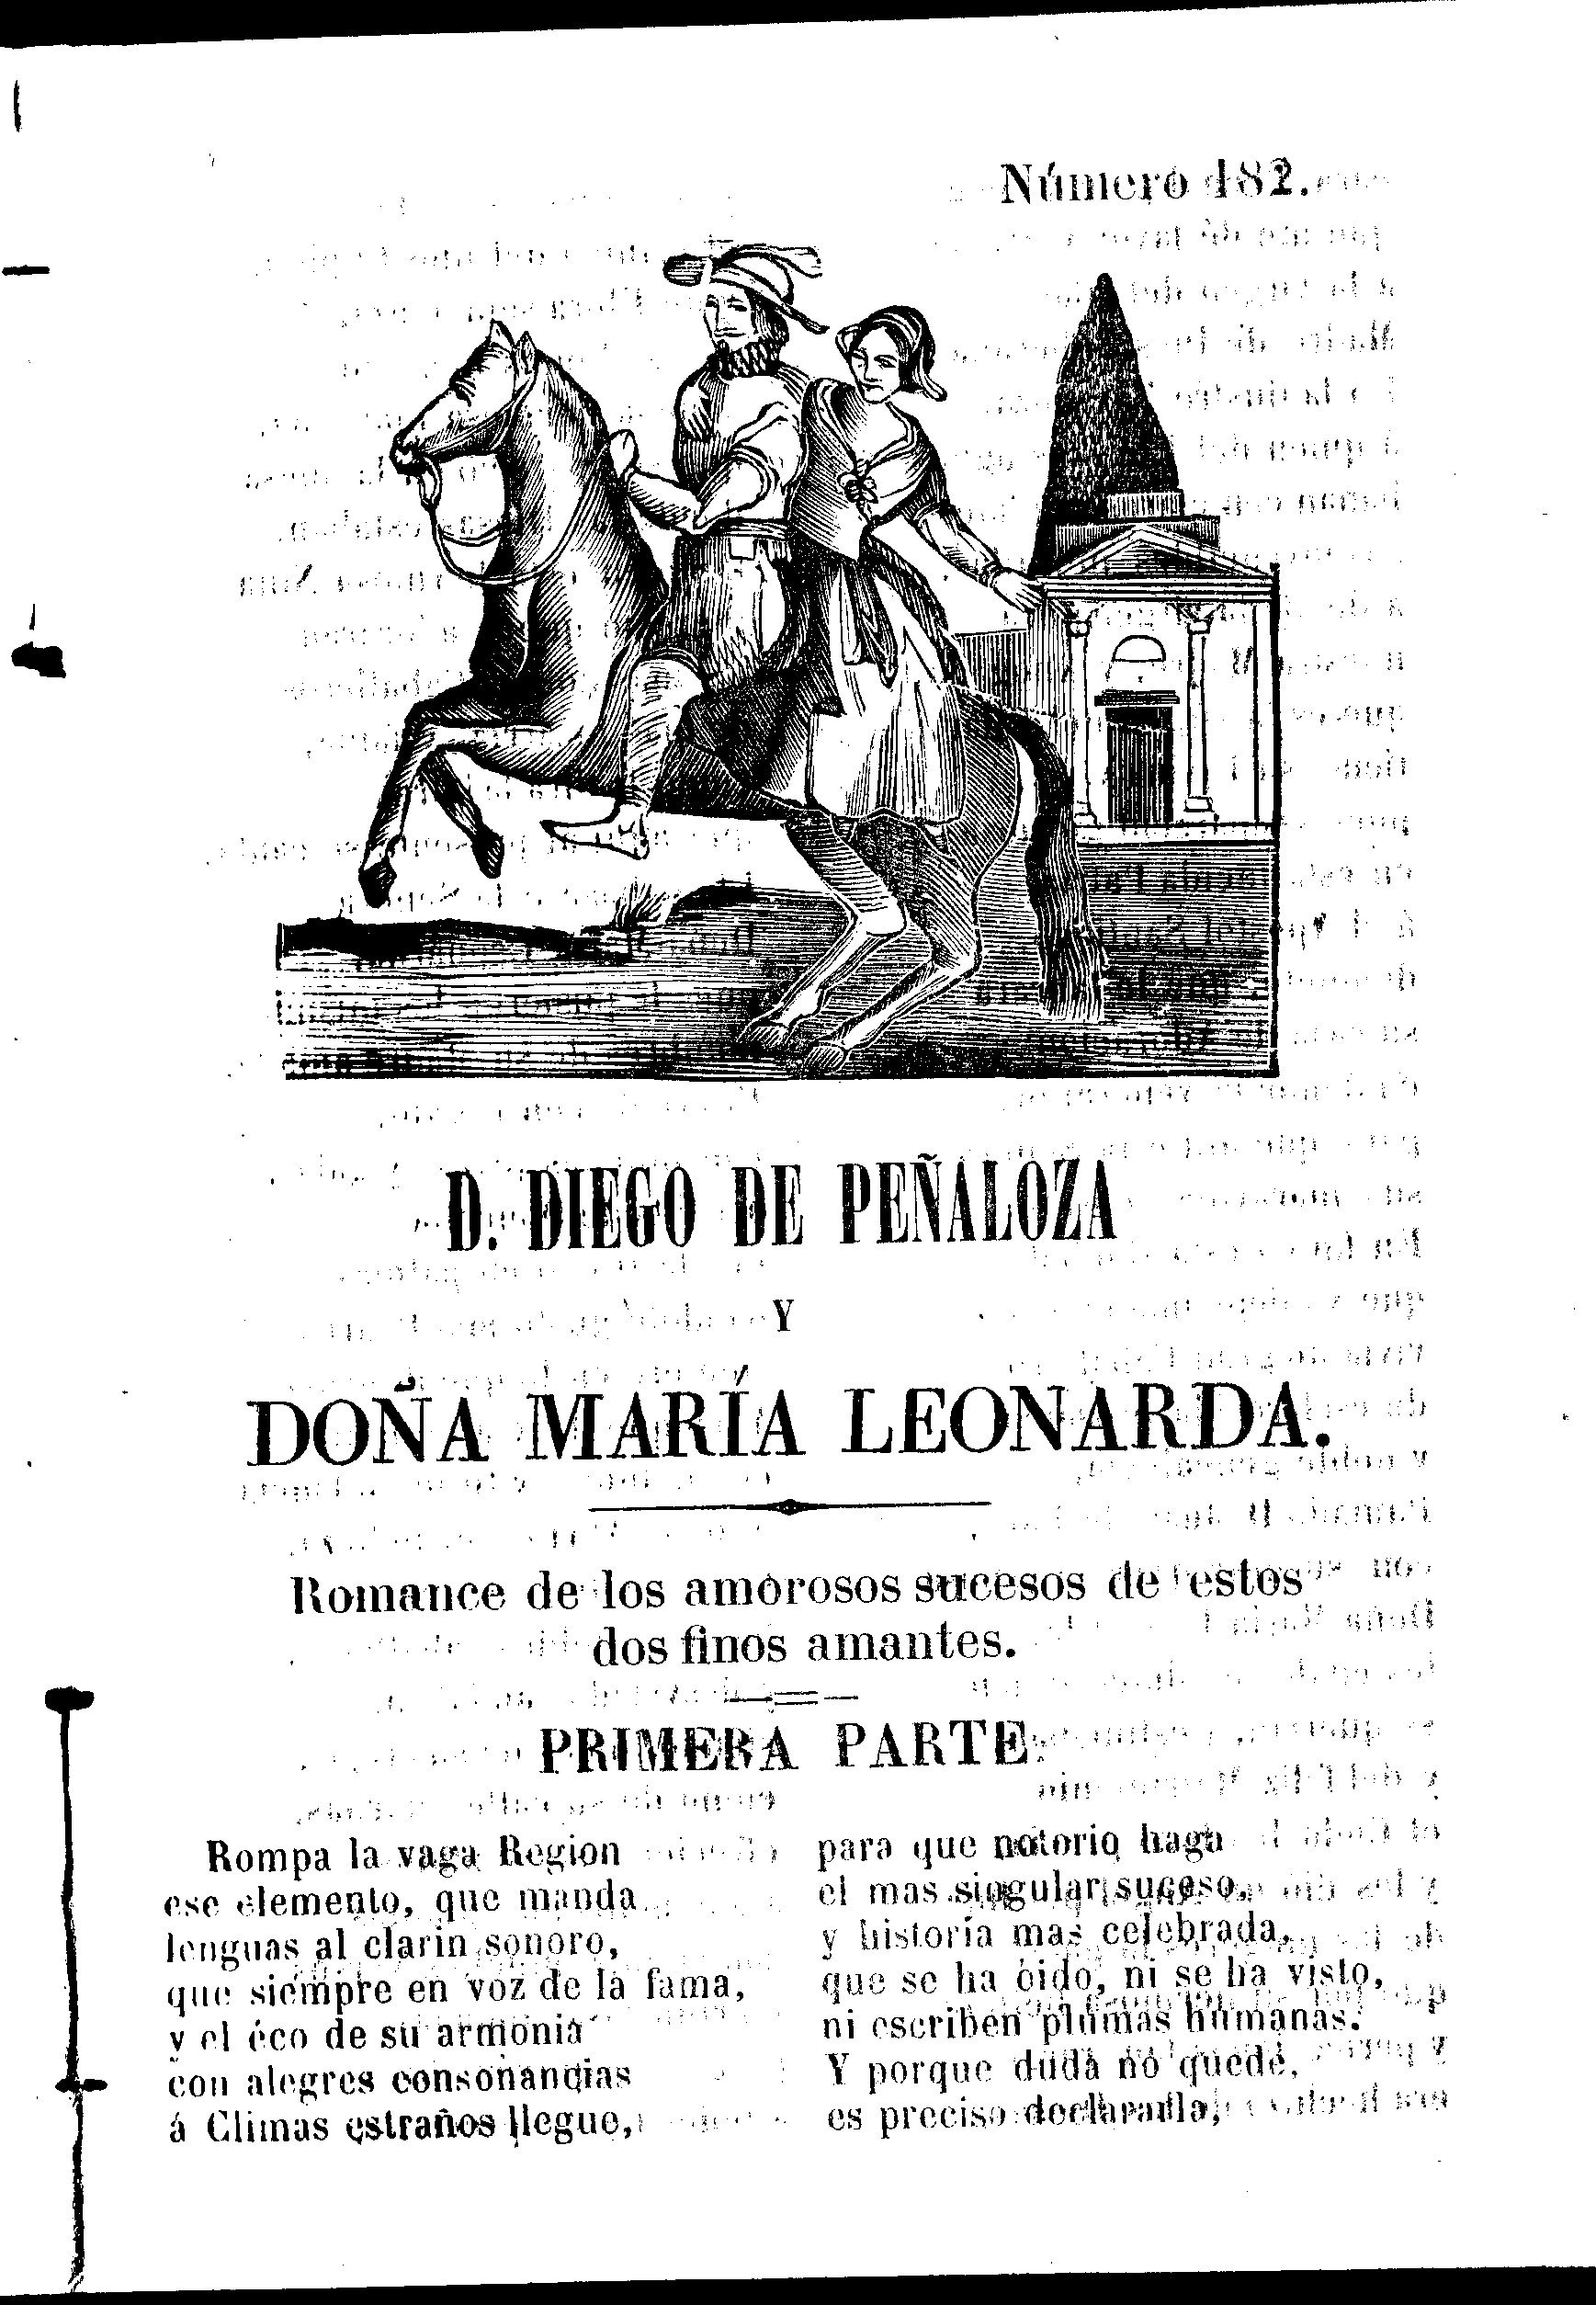 Número 182.
D. DIEGO DE PEÑALOZA
Y
DOÑA MARÍA LEONARDA.
Romance de los amorosos sucesos de estos
dos finos amantes.
PRIMERA PARTE.
Rompa la vaga Region
ese elemento, que manda
lenguas al clarin sonoro,
que siempre en voz de la fama,
y el éco de su armonia
con alegres consonancias
á Climas estraños llegue,
para que notorio haga
el mas singular suceso,
y historia mas celebrada,
que se ha oido, ni se ha visto,
ni escriben plumas humanas.
Y porque duda no quede,
es preciso declararla,